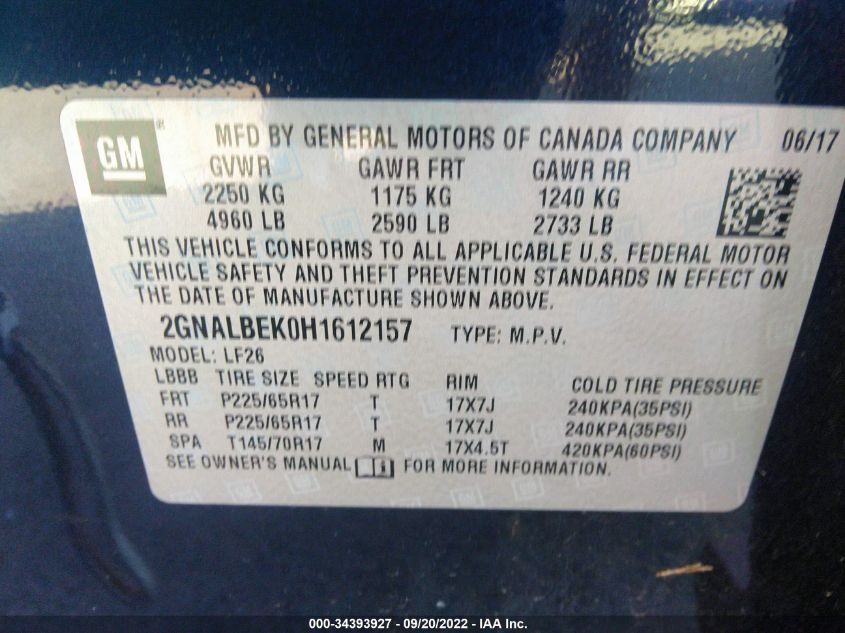 GM ® MFD BY GENERAL MOTORS OF CANADA COMPANY 06/17
GVWR GAWR FRT GAWR RR
2250 KG 1175 KG 1240 KG
4960 LB 2590 LB 2733 LB
THIS VEHICLE CONFORMS TO ALL APPLICABLE U.S. FEDERAL MOTOR
VEHICLE SAFETY AND THEFT PREVENTION STANDARDS IN EFFECT ON
THE DATE OF MANUFACTURE SHOWN ABOVE.
2GNALBEK0H1612157 TYPE: M.P.V.
MODEL: LF26
LBBB TIRE SIZE SPEED RTG RIM COLD TIRE PRESSURE
FRT P225/65R17 T 17X7J 240KPA(35PSI)
RR P225/65R17 T 17X7J 240KPA(35PSI)
SPA T145/70R17 M 17X4.5T 420KPA(60PSI)
SEE OWNER'S MANUAL i FOR MORE INFORMATION.
000-34393927 - 09/20/2022 - IAA Inc.